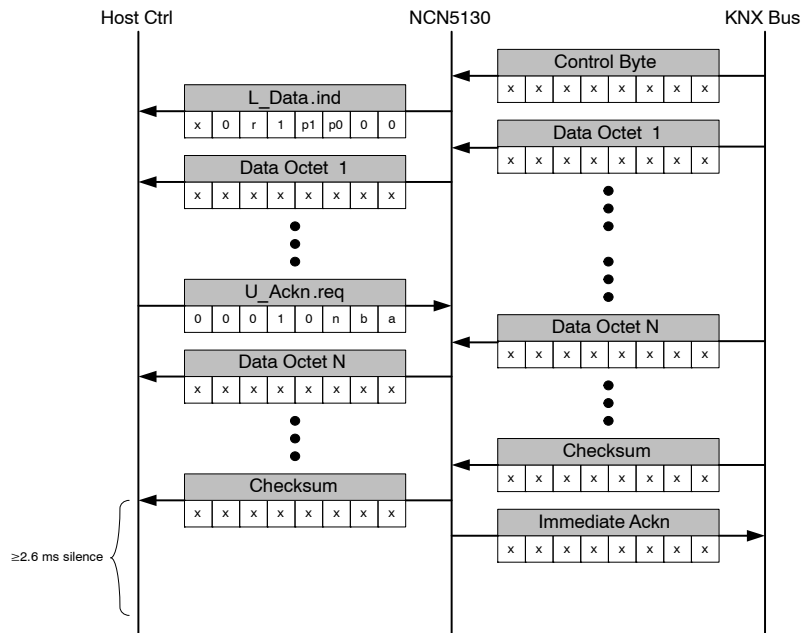 Host Ctrl NCN5130 KNX Bus
Control Byte
x x x x x x x x
L_Data.ind
x 0 r 1 p1 p0 0 0
Data Octet 1
x x x x x x x x
Data Octet 1
x x x x x x x x
U_Ackn.req
0 0 0 1 0 n b a
Data Octet N
x x x x x x x x
Data Octet N
x x x x x x x x
Checksum
x x x x x x x x
Checksum
x x x x x x x x
Immediate Ackn
x x x x x x x x
≥2.6 ms silence